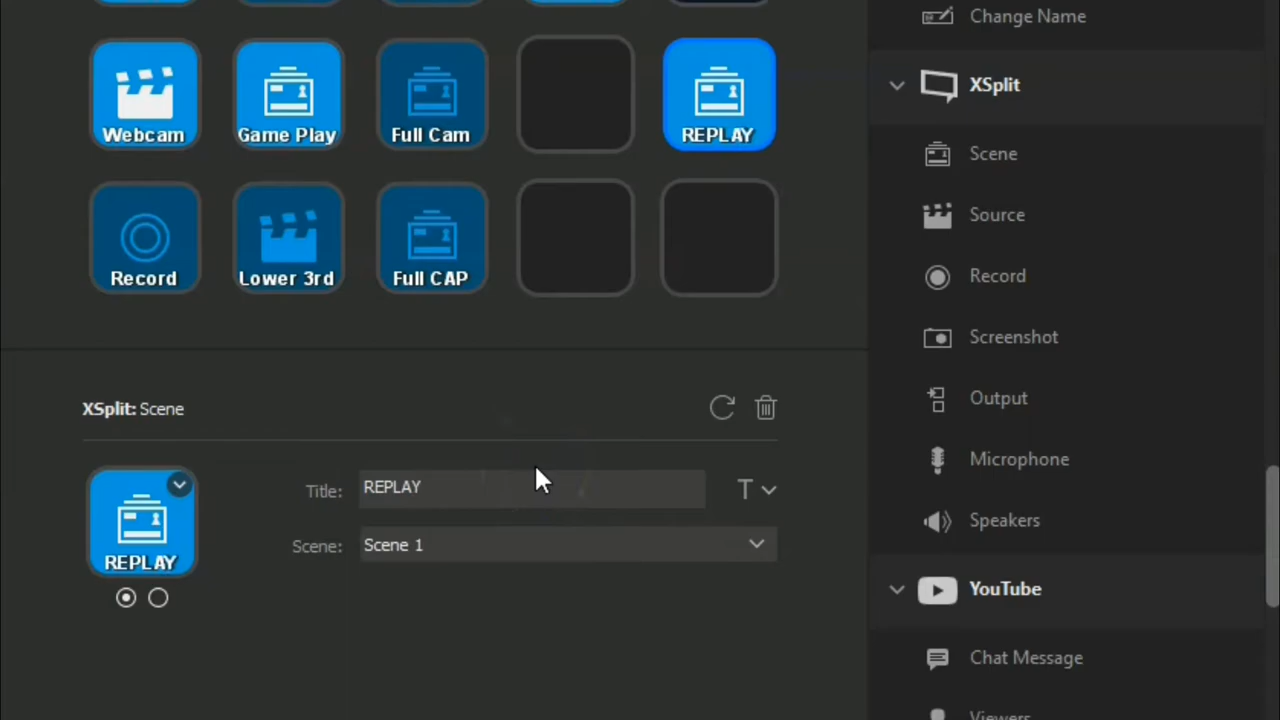 Webcam
Game Play
Full Cam
REPLAY
Record
Lower 3rd
Full CAP
XSplit: Scene
REPLAY
Title:
REPLAY
T
Scene:
Scene 1
Change Name
XSplit
Scene
Source
Record
Screenshot
Output
Microphone
Speakers
YouTube
Chat Message
Viewers